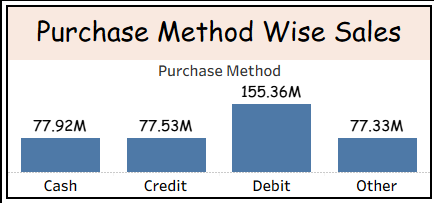 Purchase Method Wise Sales
Purchase Method
155.36M
77.92M 77.53M 77.33M
Cash Credit Debit Other